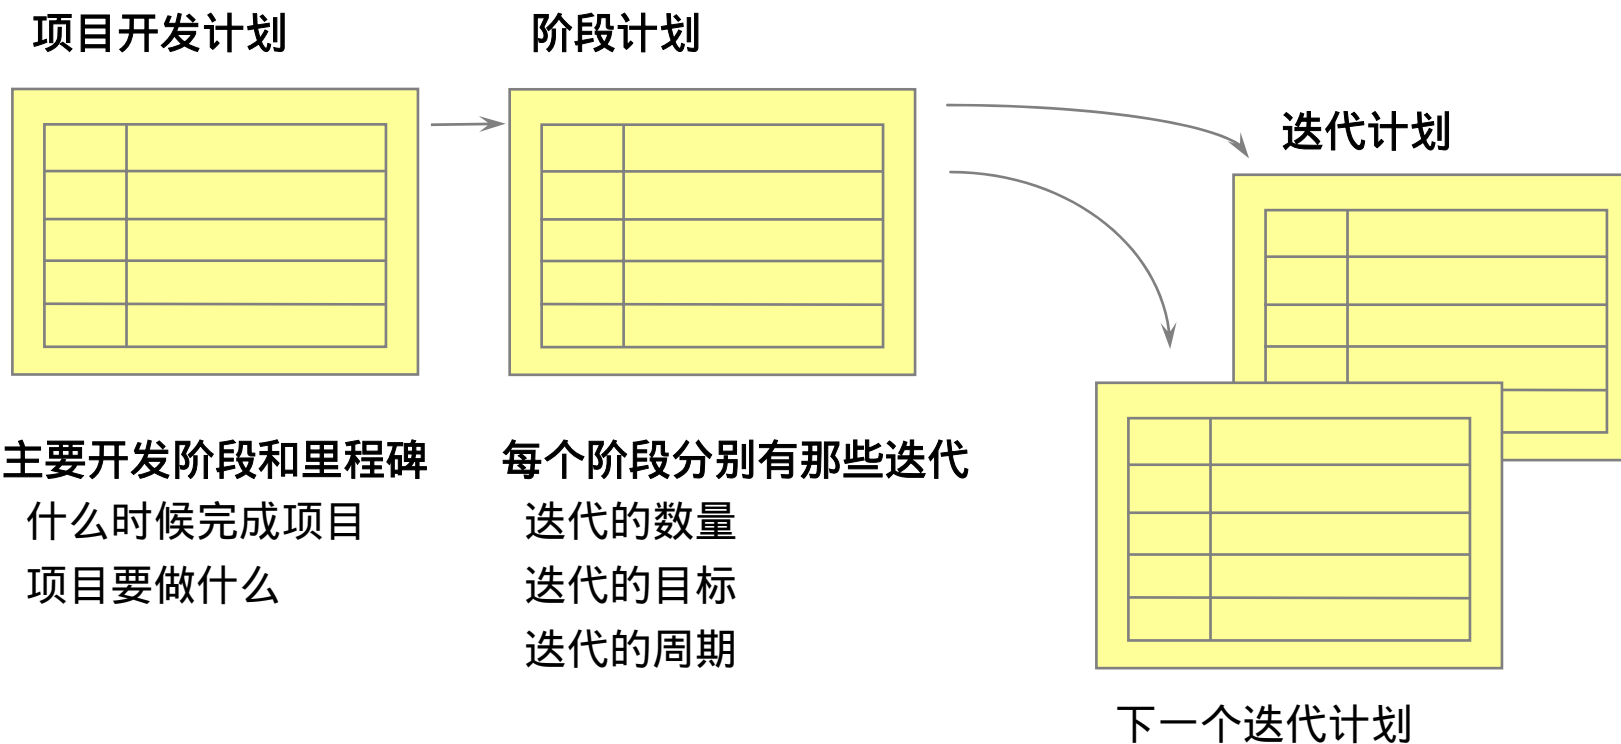 项目开发计划
阶段计划
迭代计划
主要开发阶段和里程碑
什么时候完成项目
项目要做什么
每个阶段分别有那些迭代
迭代的数量
迭代的目标
迭代的周期
下一个迭代计划